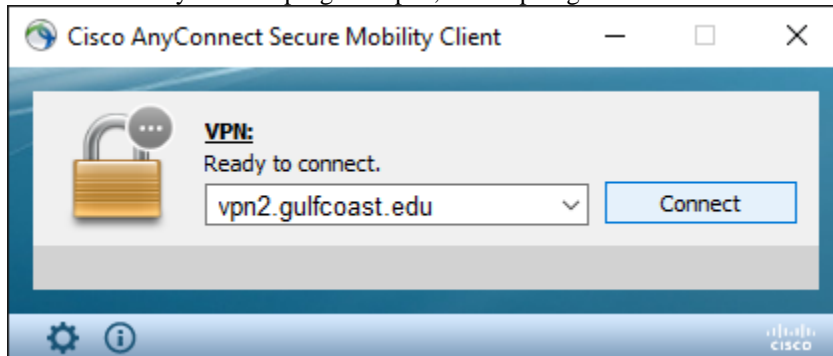 Cisco AnyConnect Secure Mobility Client
VPN:
Ready to connect.
vpn2.gulfcoast.edu
Connect
cisco